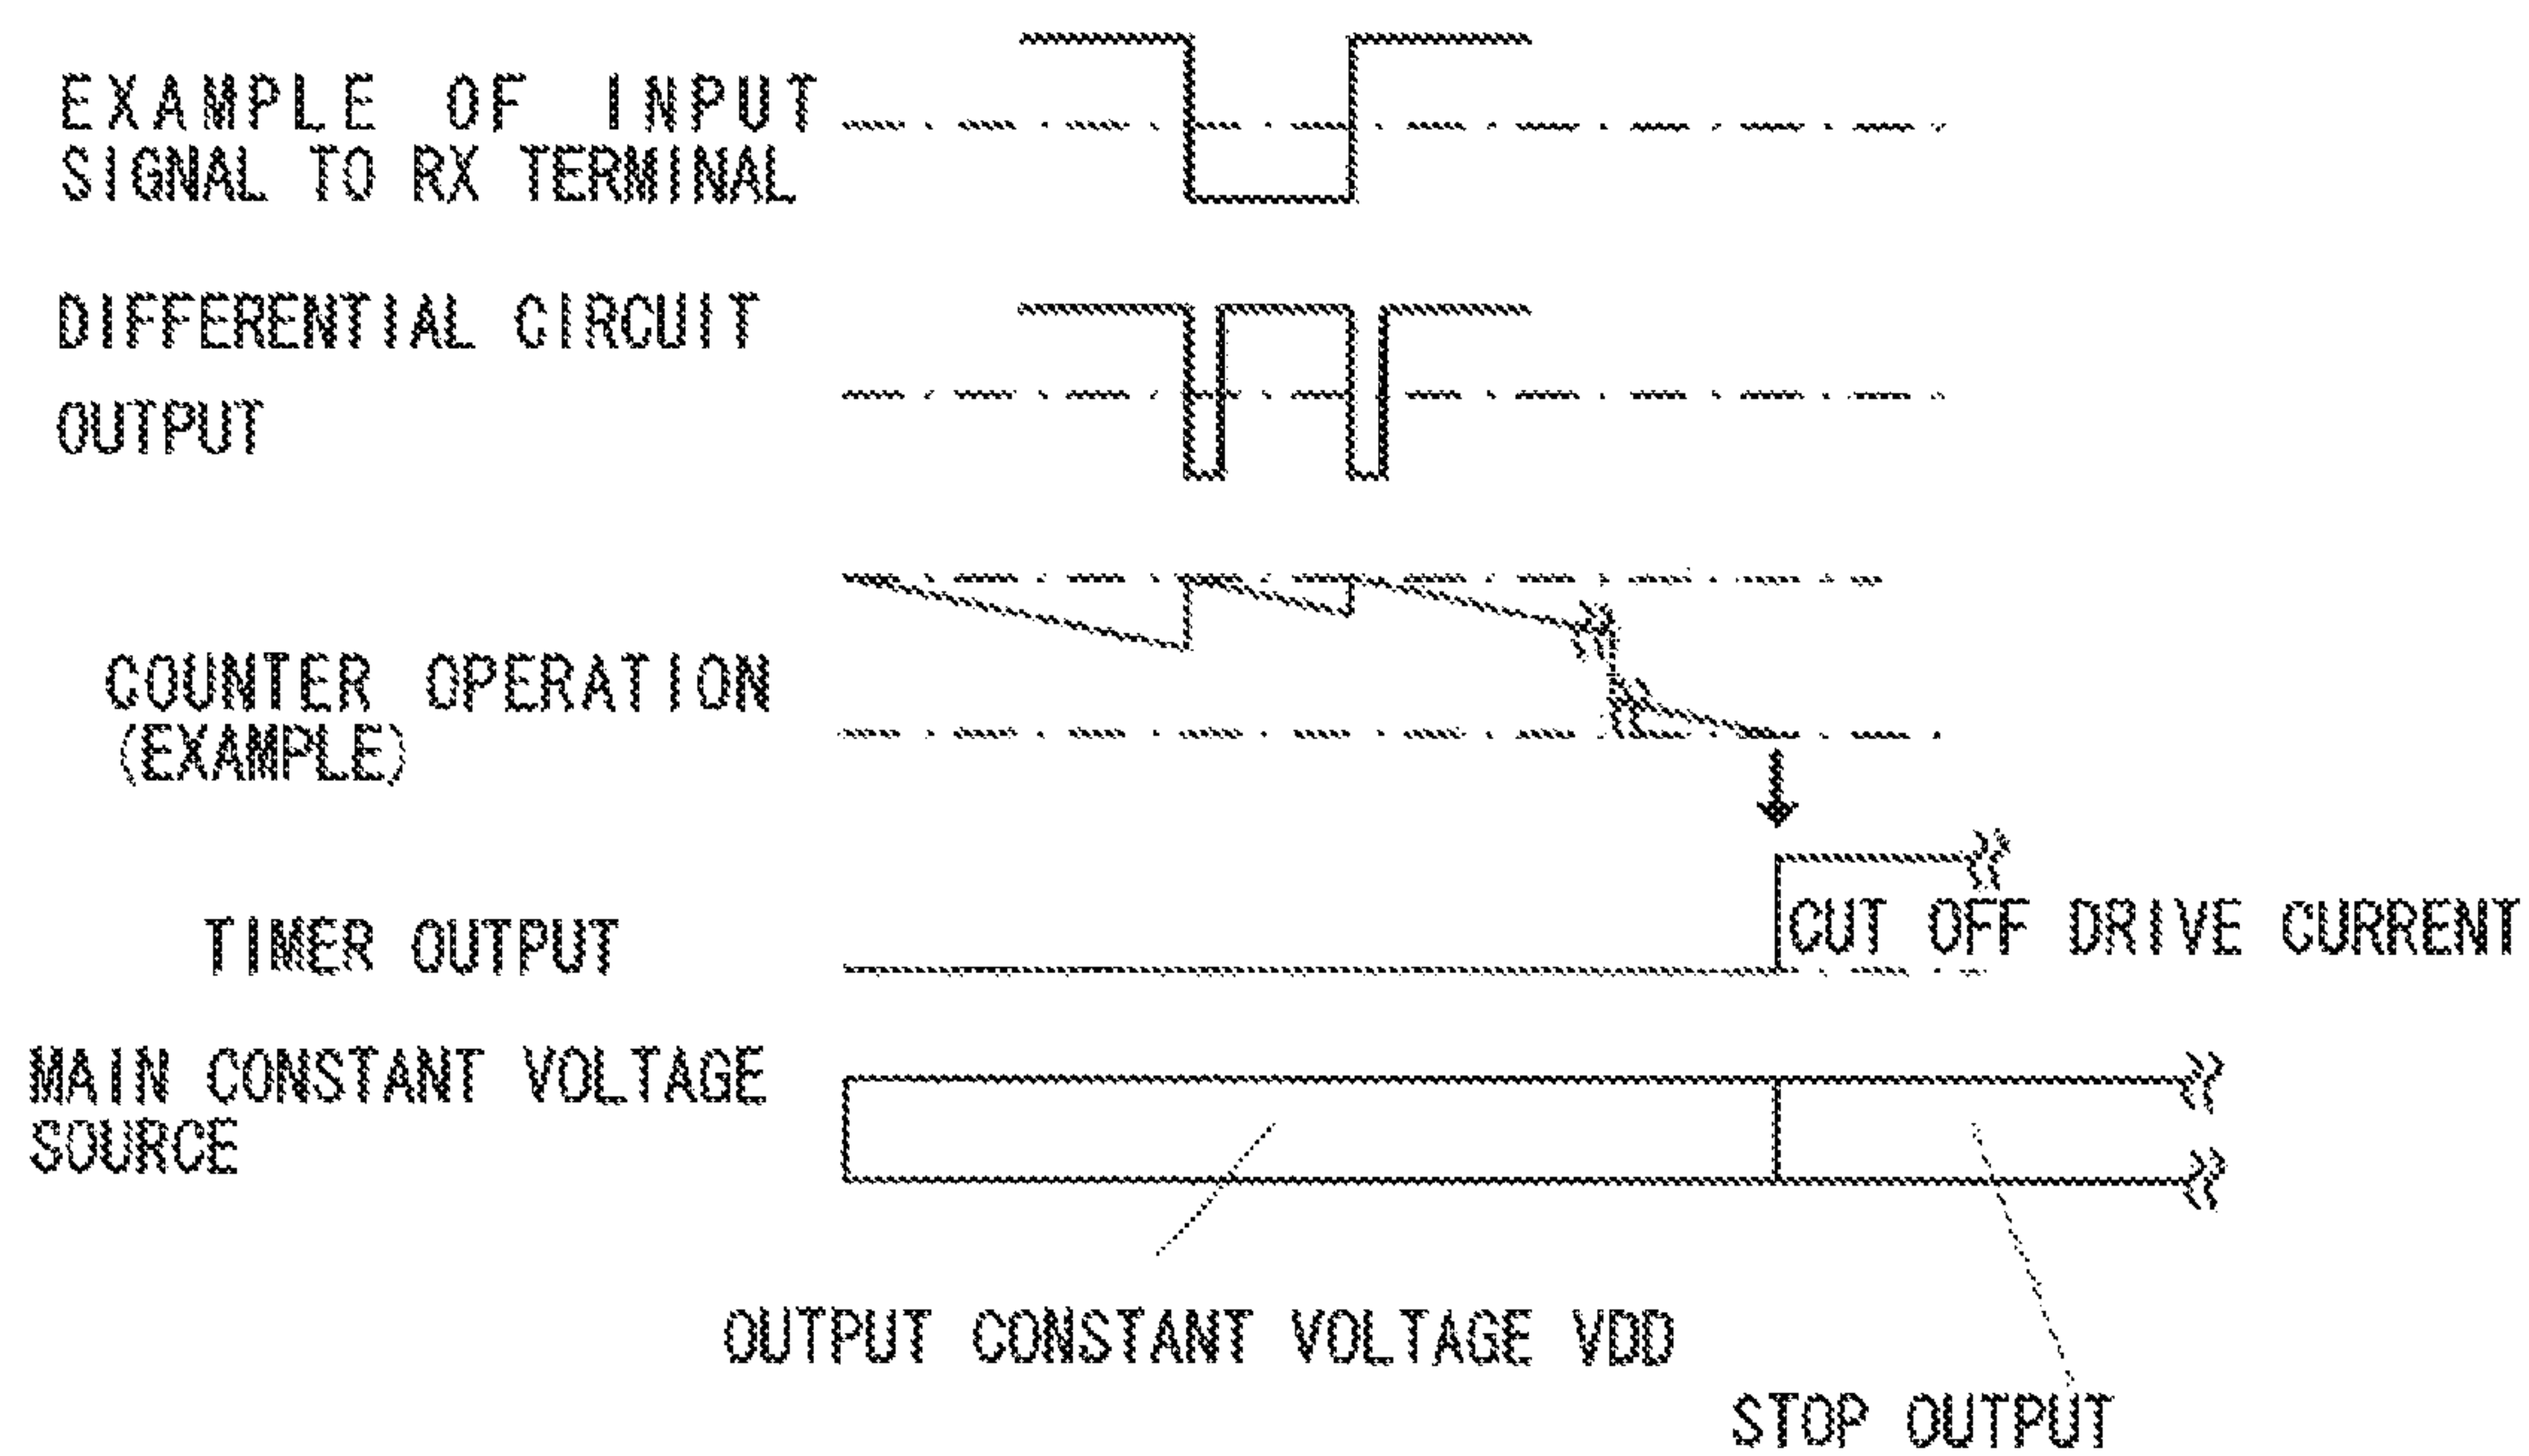 EXAMPLE OF INPUT
SIGNAL TO RX TERMINAL
DIFFERENTIAL CIRCUIT
OUTPUT
COUNTER OPERATION
(EXAMPLE)
TIMER OUTPUT
CUT OFF DRIVE CURRENT
MAIN CONSTANT VOLTAGE
SOURCE
OUTPUT CONSTANT VOLTAGE VDD
STOP OUTPUT